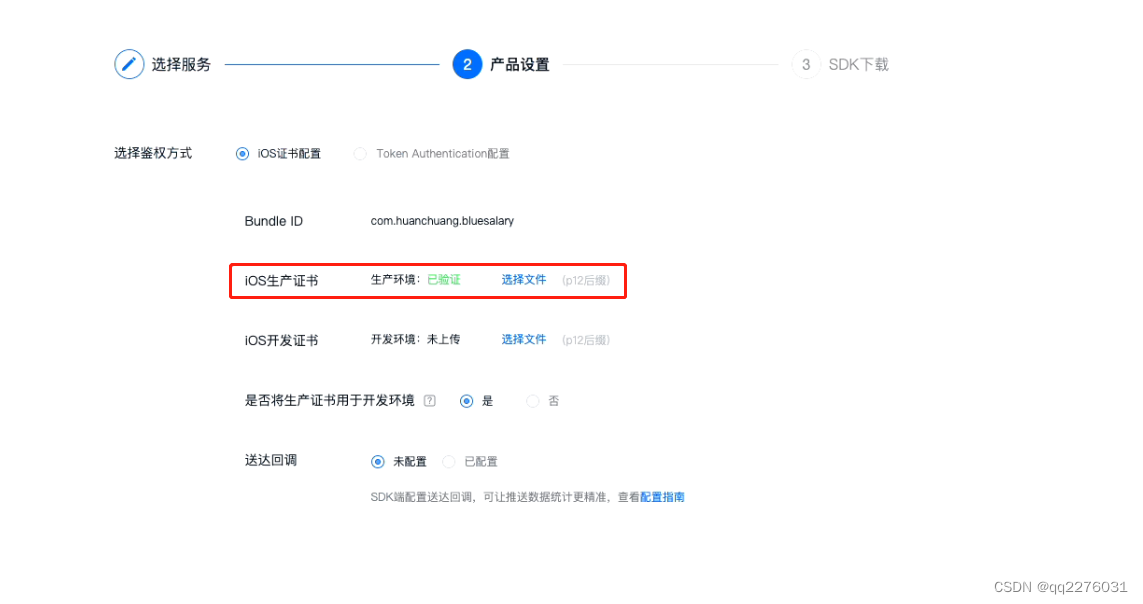 选择服务 2 产品设置 3 SDK下载
选择鉴权方式 iOS证书配置 Token Authentication配置
Bundle ID com.huanchuang.bluesalary
iOS生产证书 生产环境：已验证 选择文件 (p12后缀)
iOS开发证书 开发环境：未上传 选择文件 (p12后缀)
是否将生产证书用于开发环境 ? 是 否
送达回调 未配置 已配置
SDK端配置送达回调，可让推送数据统计更精准，查看配置指南
CSDN @qq2276031